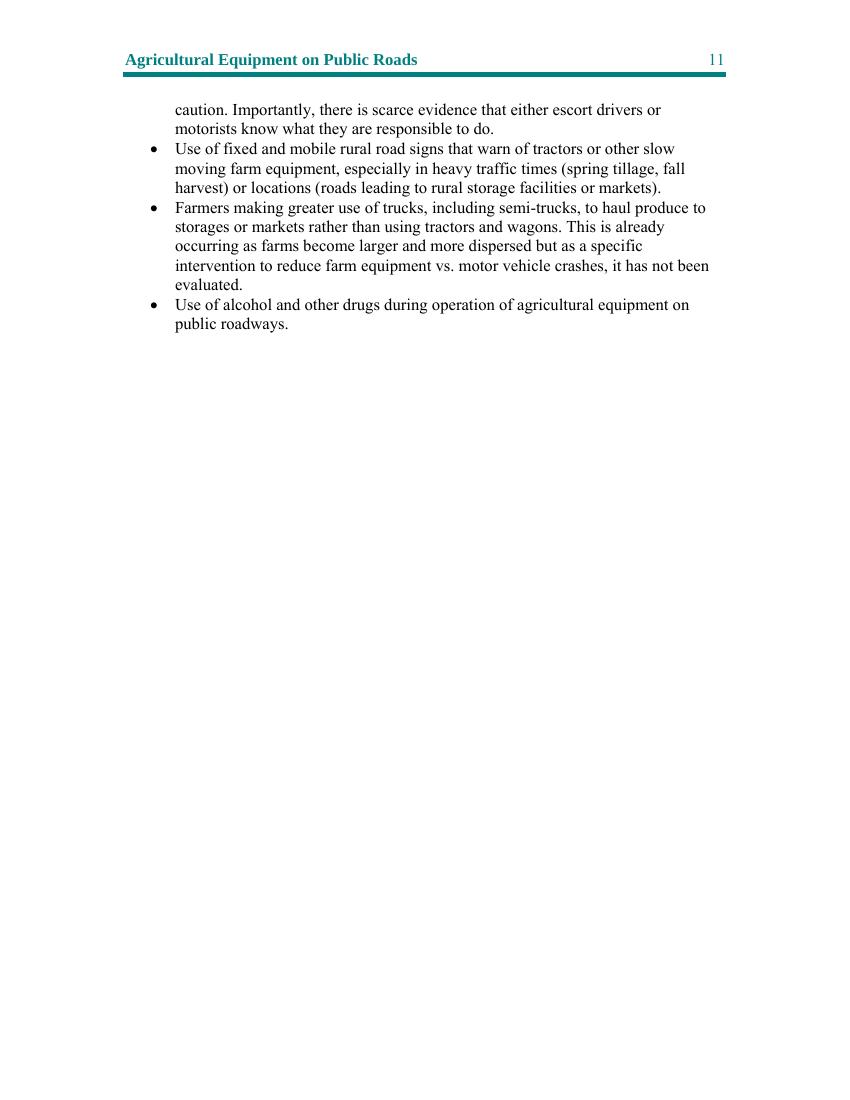 Agricultural Equipment on Public Roads 11
caution. Importantly, there is scarce evidence that either escort drivers or
motorists know what they are responsible to do.
• Use of fixed and mobile rural road signs that warn of tractors or other slow
moving farm equipment, especially in heavy traffic times (spring tillage, fall
harvest) or locations (roads leading to rural storage facilities or markets).
• Farmers making greater use of trucks, including semi-trucks, to haul produce to
storages or markets rather than using tractors and wagons. This is already
occurring as farms become larger and more dispersed but as a specific
intervention to reduce farm equipment vs. motor vehicle crashes, it has not been
evaluated.
• Use of alcohol and other drugs during operation of agricultural equipment on
public roadways.